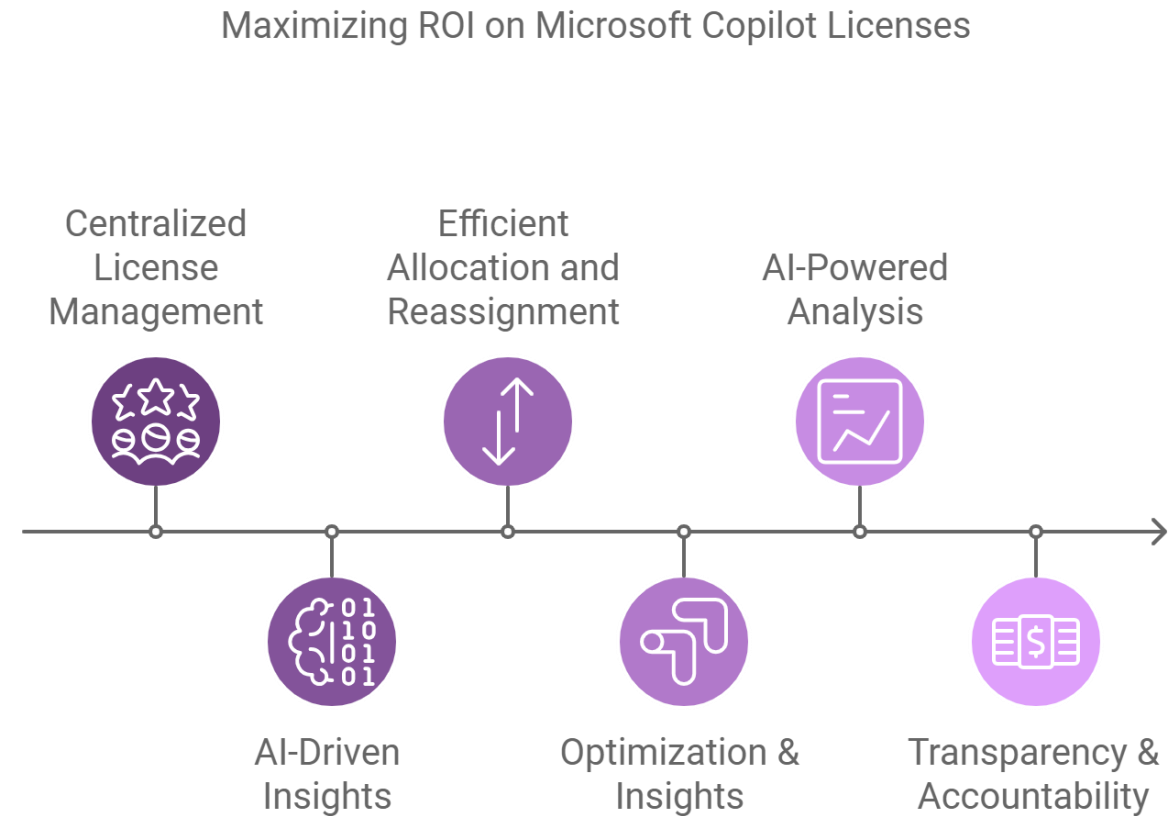 Maximizing ROI on Microsoft Copilot Licenses
Centralized
License
Management
Efficient
Allocation and
Reassignment
AI-Powered
Analysis
01
10
01
01
$
AI-Driven
Insights
Optimization &
Insights
Transparency &
Accountability